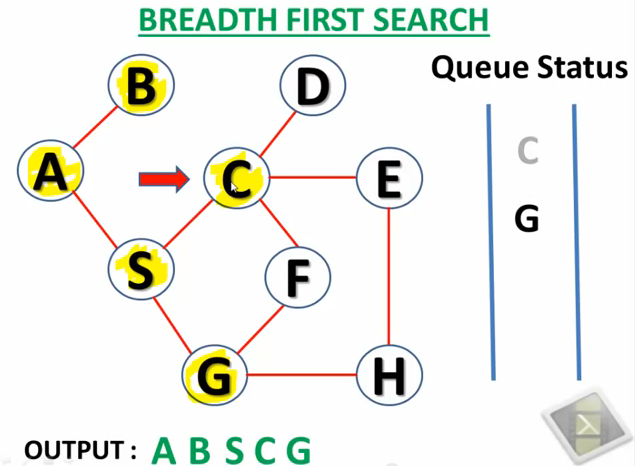 BREADTH FIRST SEARCH
Queue Status
B
D
A
C
E
S
F
G
H
C
G
OUTPUT : A B S C G